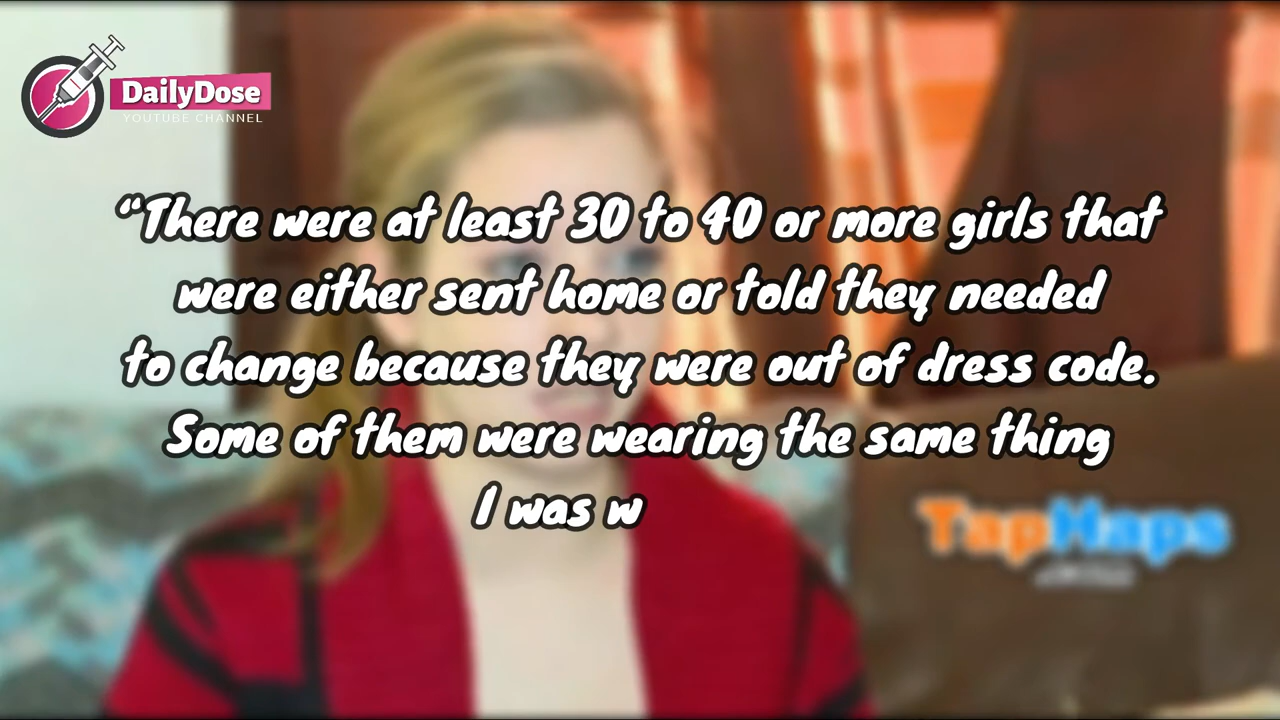 DailyDose
YOUTUBE CHANNEL
“There were at least 30 to 40 or more girls that
were either sent home or told they needed
to change because they were out of dress code.
Some of them were wearing the same thing
I was w
TapHaps